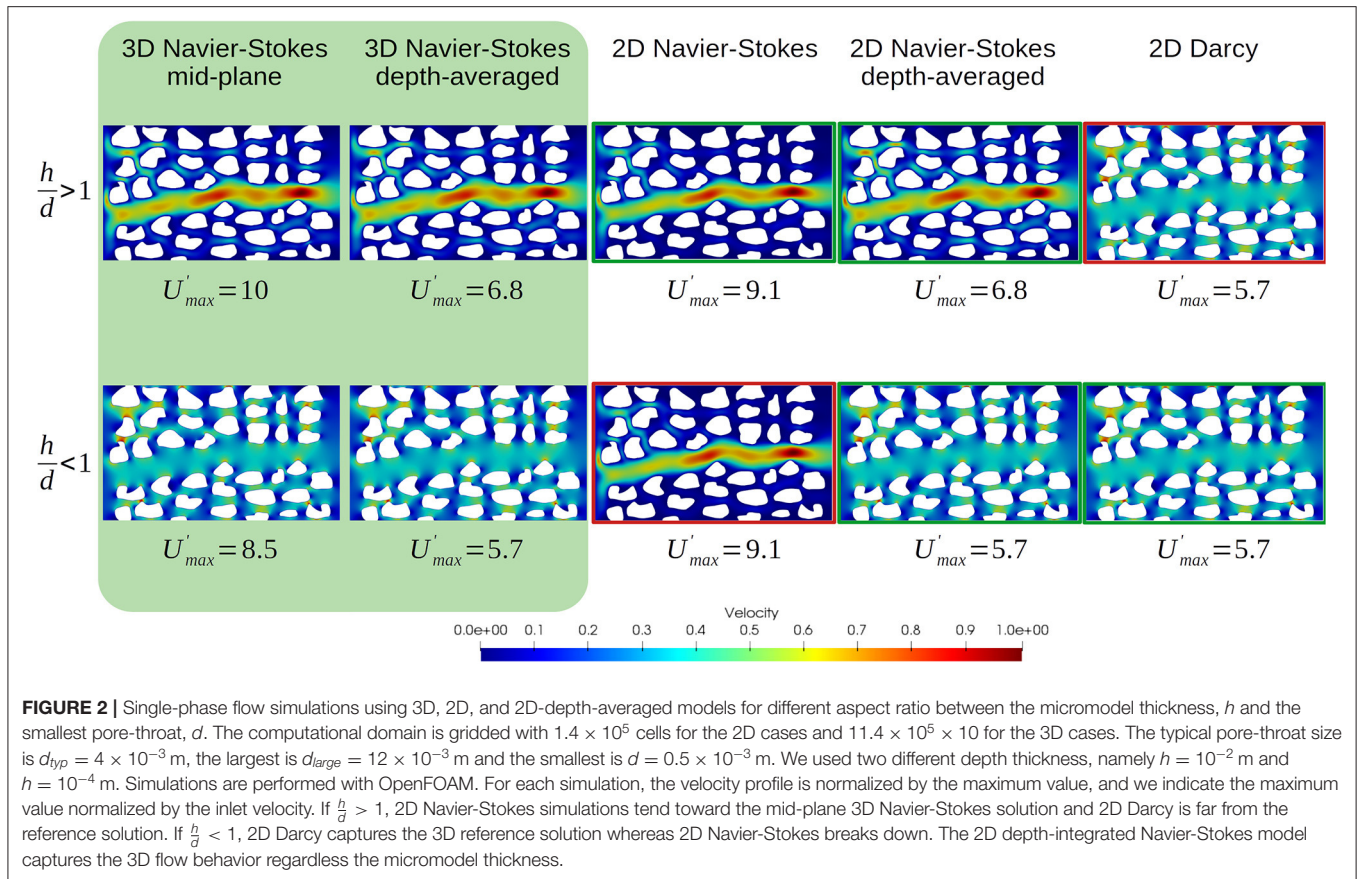 3D Navier-Stokes mid-plane
3D Navier-Stokes depth-averaged
2D Navier-Stokes
2D Navier-Stokes depth-averaged
2D Darcy
h/d > 1
U'max = 10
U'max = 6.8
U'max = 9.1
U'max = 6.8
U'max = 5.7
h/d < 1
U'max = 8.5
U'max = 5.7
U'max = 9.1
U'max = 5.7
U'max = 5.7
Velocity
0.0e+00 0.1 0.2 0.3 0.4 0.5 0.6 0.7 0.8 0.9 1.0e+00
FIGURE 2 | Single-phase flow simulations using 3D, 2D, and 2D-depth-averaged models for different aspect ratio between the micromodel thickness, h and the
smallest pore-throat, d. The computational domain is gridded with 1.4 × 10⁵ cells for the 2D cases and 11.4 × 10⁵ × 10 for the 3D cases. The typical pore-throat size
is dtyp = 4 × 10⁻³ m, the largest is dlarge = 12 × 10⁻³ m and the smallest is d = 0.5 × 10⁻³ m. We used two different depth thickness, namely h = 10⁻² m and
h = 10⁻⁴ m. Simulations are performed with OpenFOAM. For each simulation, the velocity profile is normalized by the maximum value, and we indicate the maximum
value normalized by the inlet velocity. If h/d > 1, 2D Navier-Stokes simulations tend toward the mid-plane 3D Navier-Stokes solution and 2D Darcy is far from the
reference solution. If h/d < 1, 2D Darcy captures the 3D reference solution whereas 2D Navier-Stokes breaks down. The 2D depth-integrated Navier-Stokes model
captures the 3D flow behavior regardless the micromodel thickness.